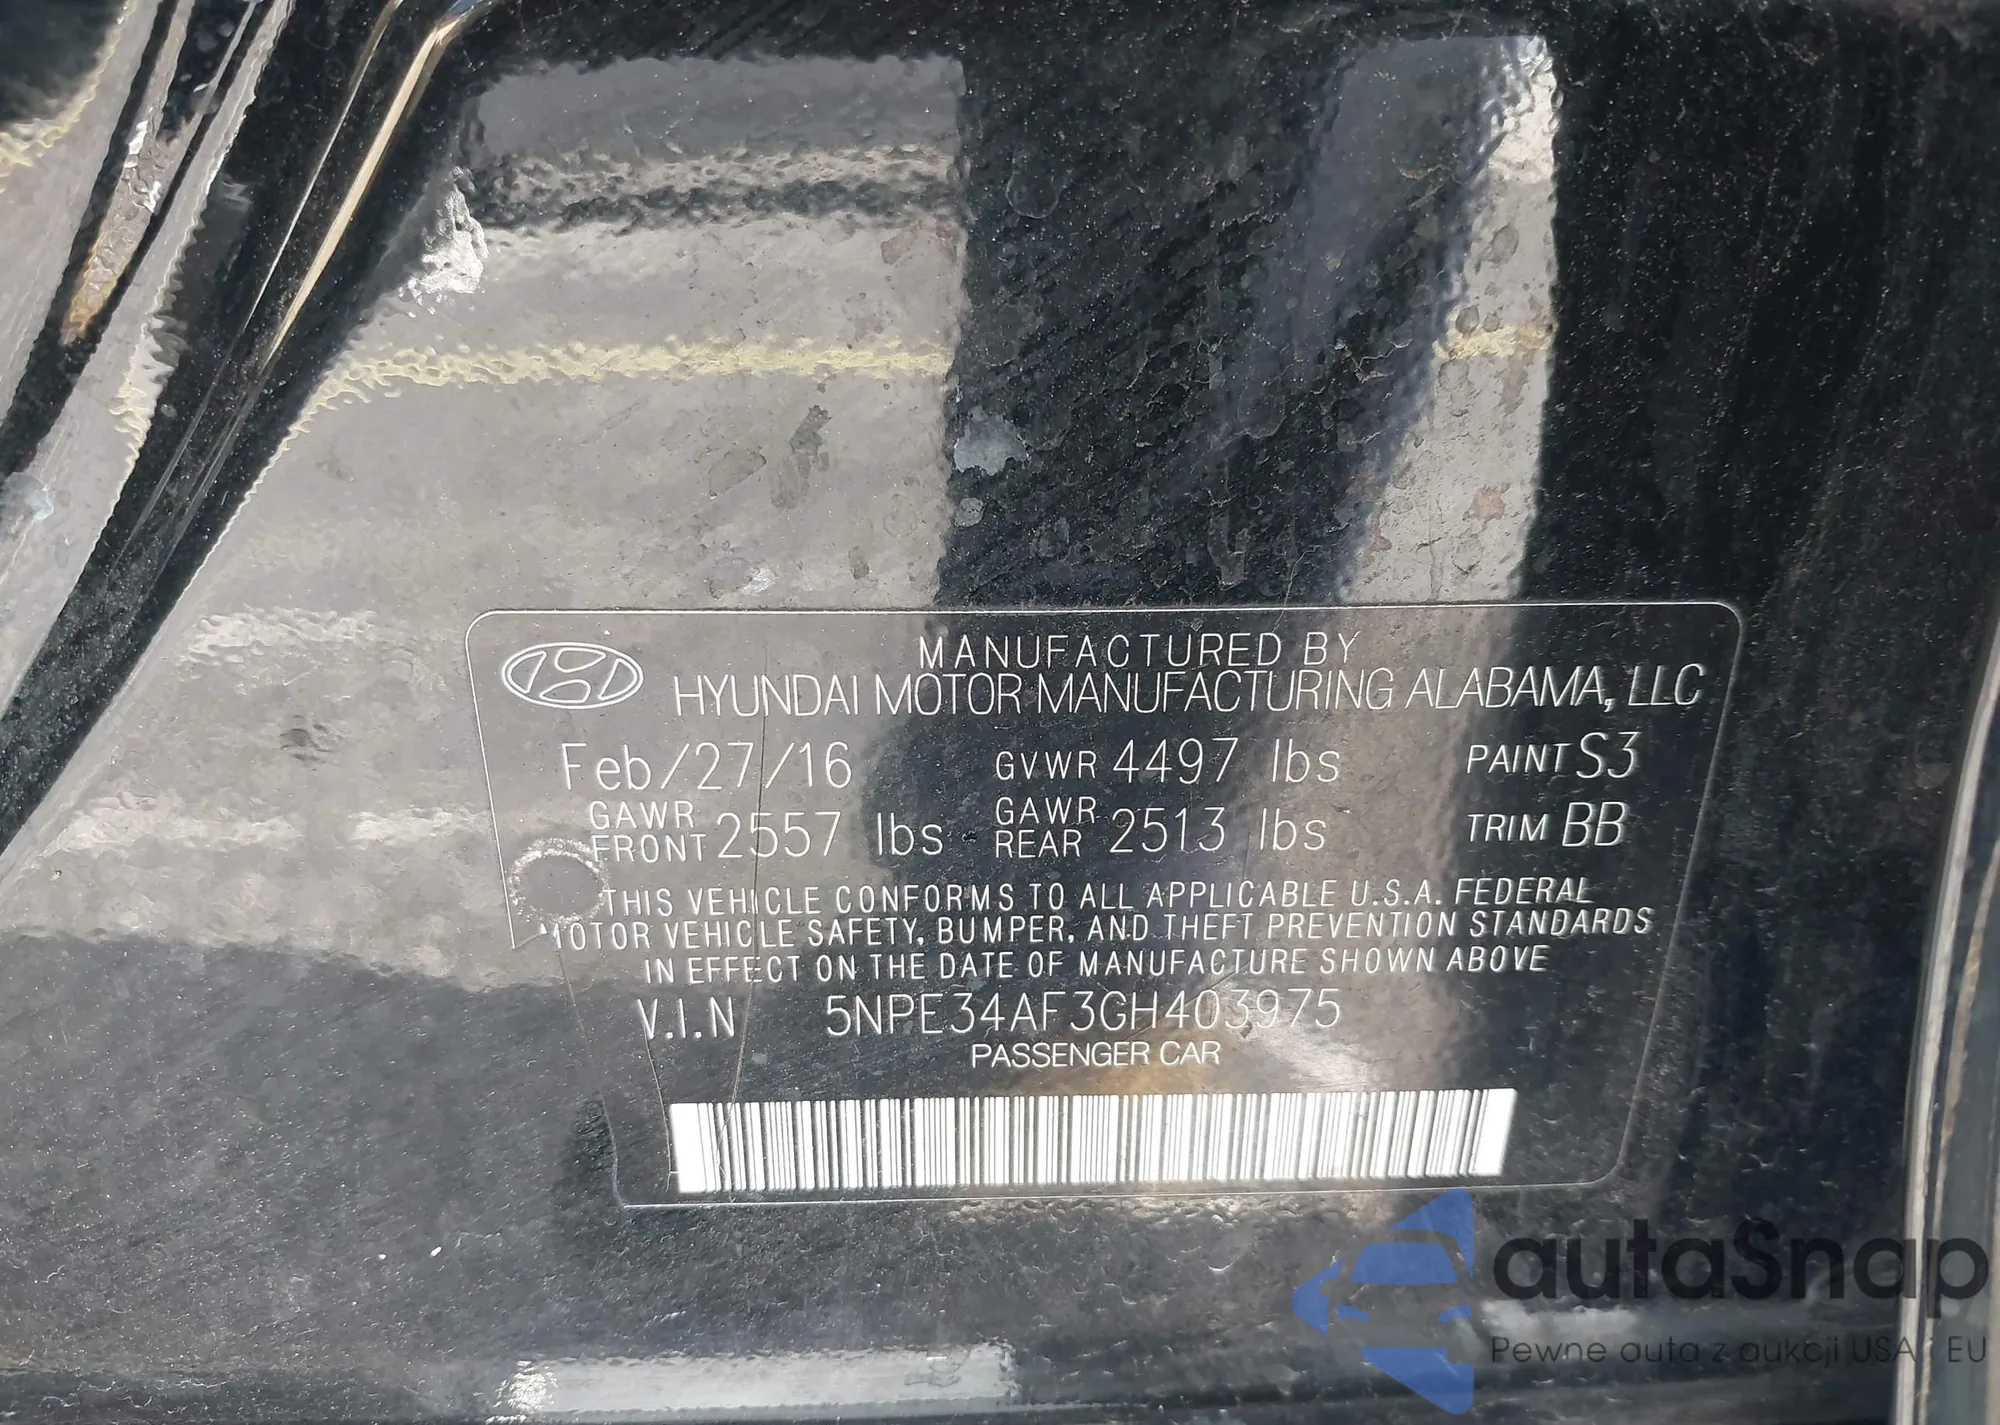 MANUFACTURED BY
HYUNDAI MOTOR MANUFACTURING ALABAMA, LLC
Feb/27/16 GVWR 4497 lbs PAINT S3
GAWR FRONT 2557 lbs GAWR REAR 2513 lbs TRIM BB
THIS VEHICLE CONFORMS TO ALL APPLICABLE U.S.A. FEDERAL
MOTOR VEHICLE SAFETY, BUMPER, AND THEFT PREVENTION STANDARDS
IN EFFECT ON THE DATE OF MANUFACTURE SHOWN ABOVE
V.I.N 5NPE34AF3GH403975
PASSENGER CAR
autaSnap
Pewne auta z aukcji USA i EU